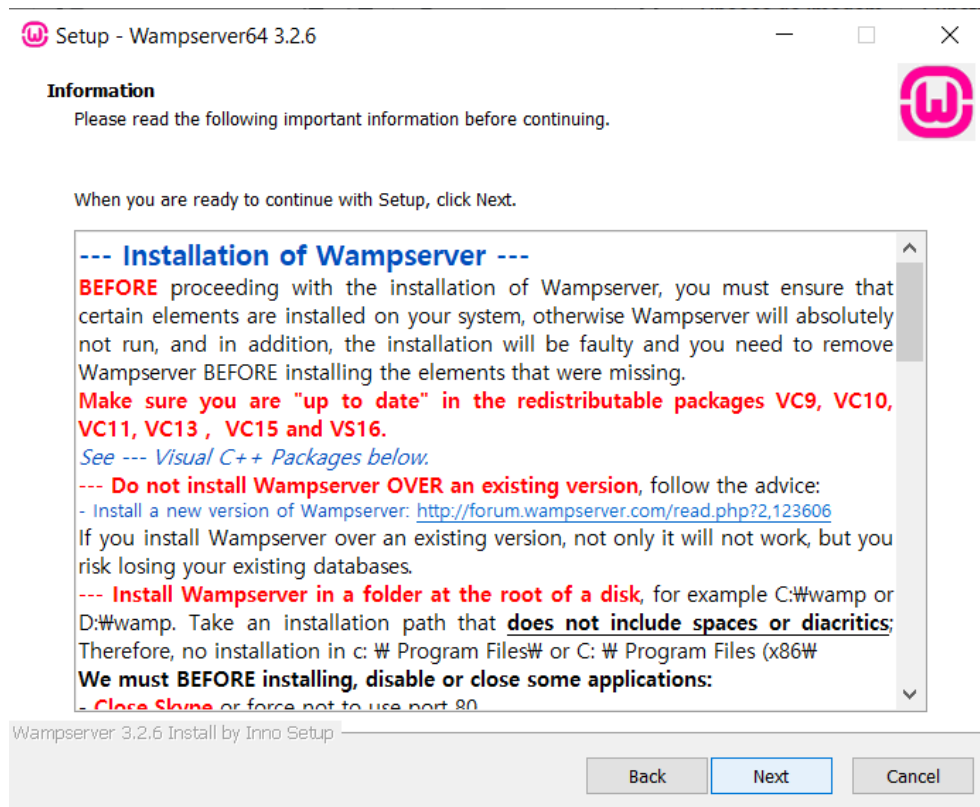 Setup - Wampserver64 3.2.6
Information
Please read the following important information before continuing.
When you are ready to continue with Setup, click Next.
--- Installation of Wampserver ---
BEFORE proceeding with the installation of Wampserver, you must ensure that
certain elements are installed on your system, otherwise Wampserver will absolutely
not run, and in addition, the installation will be faulty and you need to remove
Wampserver BEFORE installing the elements that were missing.
Make sure you are "up to date" in the redistributable packages VC9, VC10,
VC11, VC13 , VC15 and VS16.
See --- Visual C++ Packages below.
--- Do not install Wampserver OVER an existing version, follow the advice:
- Install a new version of Wampserver: http://forum.wampserver.com/read.php?2,123606
If you install Wampserver over an existing version, not only it will not work, but you
risk losing your existing databases.
--- Install Wampserver in a folder at the root of a disk, for example C:₩wamp or
D:₩wamp. Take an installation path that does not include spaces or diacritics;
Therefore, no installation in c: ₩ Program Files₩ or C: ₩ Program Files (x86₩
We must BEFORE installing, disable or close some applications:
- Close Skype or force not to use port 80
Wampserver 3.2.6 Install by Inno Setup
Back Next Cancel